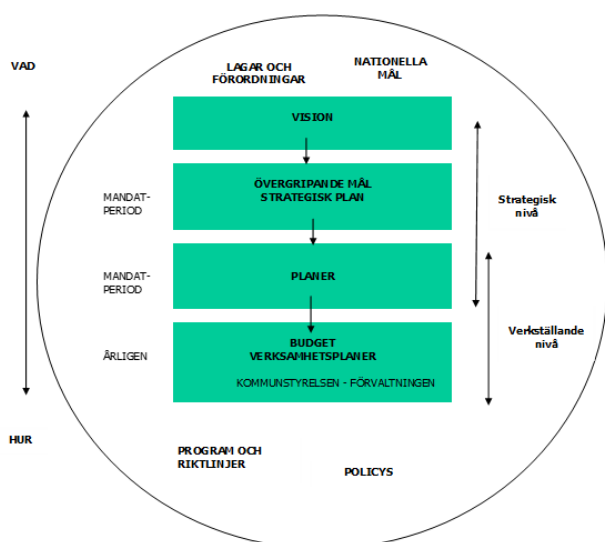 VAD
LAGAR OCH
FÖRORDNINGAR
NATIONELLA
MÅL
VISION
MANDAT-
PERIOD
ÖVERGRIPANDE MÅL
STRATEGISK PLAN
Strategisk
nivå
MANDAT-
PERIOD
PLANER
Verkställande
nivå
ÅRLIGEN
BUDGET
VERKSAMHETSPLANER
KOMMUNSTYRELSEN - FÖRVALTNINGEN
HUR
PROGRAM OCH
RIKTLINJER
POLICYS